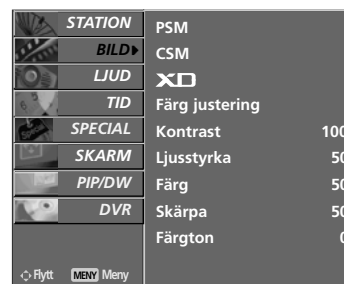 STATION
BILD
LJUD
TID
SPECIAL
SKARM
PIP/DW
DVR
Flytt MENY Meny
PSM
CSM
XD
Färg justering
Kontrast 100
Ljusstyrka 50
Färg 50
Skärpa 50
Färgton 0